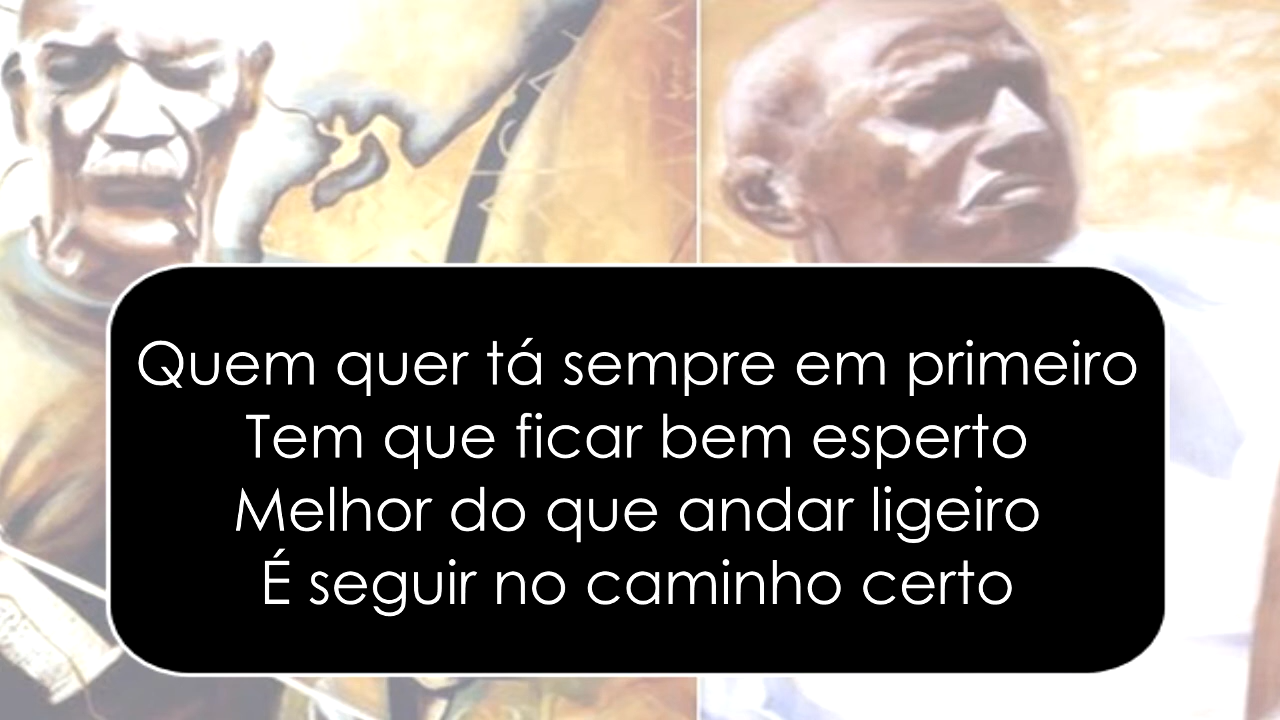 Quem quer tá sempre em primeiro
Tem que ficar bem esperto
Melhor do que andar ligeiro
É seguir no caminho certo